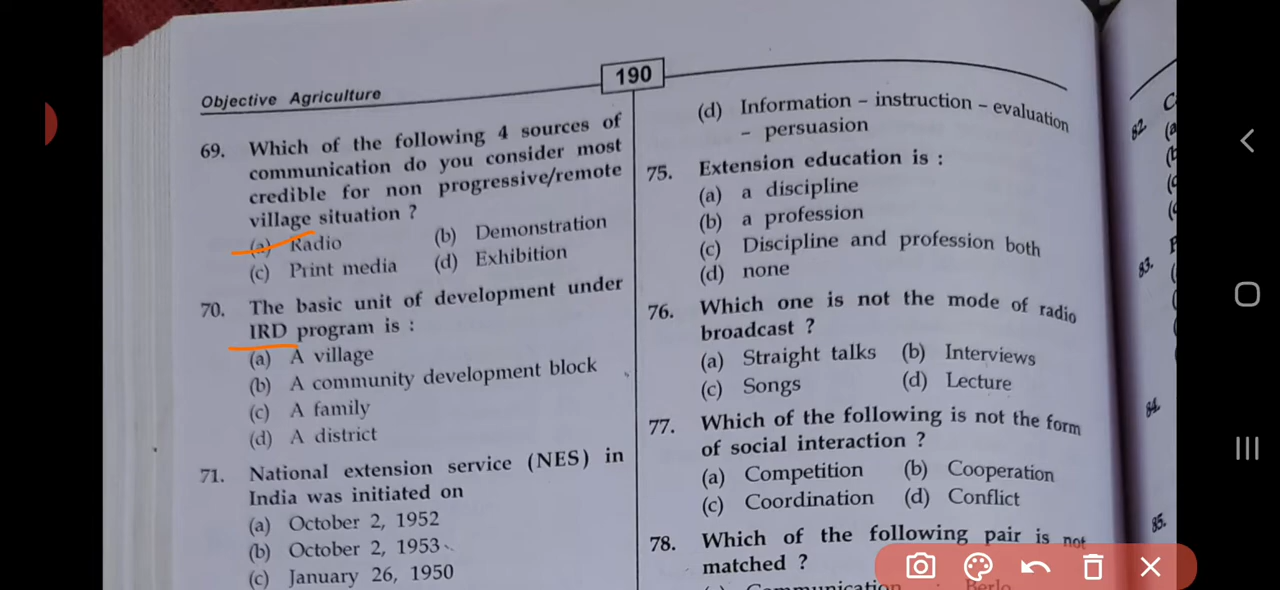 190
Objective Agriculture
69. Which of the following 4 sources of
communication do you consider most
credible for non progressive/remote
village situation ?
(a) Radio (b) Demonstration
(c) Print media (d) Exhibition
70. The basic unit of development under
IRD program is :
(a) A village
(b) A community development block
(c) A family
(d) A district
71. National extension service (NES) in
India was initiated on
(a) October 2, 1952
(b) October 2, 1953
(c) January 26, 1950
(d) Information – instruction – evaluation
– persuasion
75. Extension education is :
(a) a discipline
(b) a profession
(c) Discipline and profession both
(d) none
76. Which one is not the mode of radio
broadcast ?
(a) Straight talks (b) Interviews
(c) Songs (d) Lecture
77. Which of the following is not the form
of social interaction ?
(a) Competition (b) Cooperation
(c) Coordination (d) Conflict
78. Which of the following pair is not
matched ?
Communication Berlo
82.
83.
84.
85.